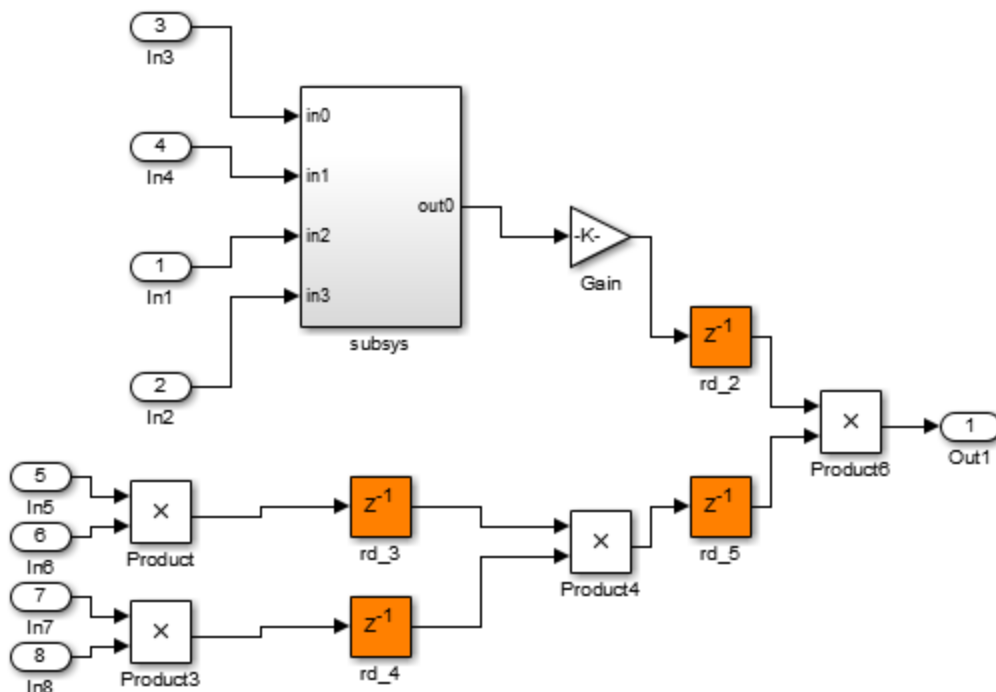 3
In3
4
In4
1
In1
2
In2
in0
in1
in2
in3
out0
subsys
-K-
Gain
z-1
rd_2
×
Product6
1
Out1
5
In5
6
In6
×
Product
z-1
rd_3
×
Product4
z-1
rd_5
7
In7
8
In8
×
Product3
z-1
rd_4